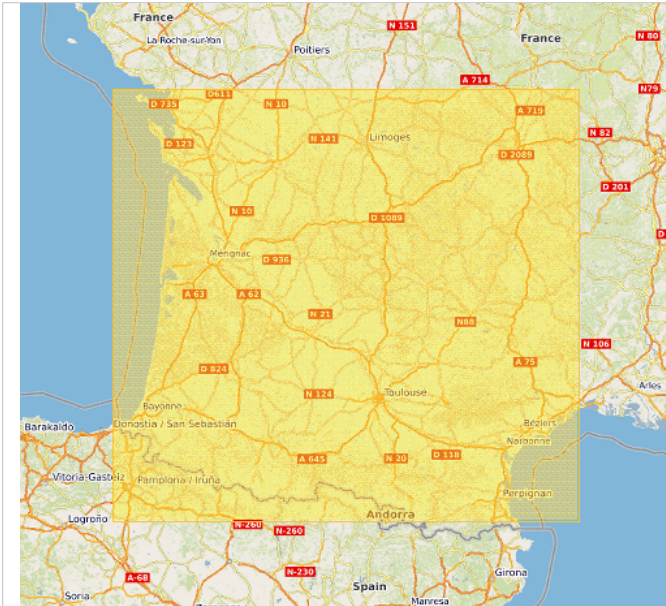 France
N 151
La Roche-sur-Yon
Poitiers
France
N 80
A 714
N79
D611
D 735
N 10
A 719
N 141
Limoges
N 82
D 123
D 2089
D 201
N 10
D 1089
Mérignac
D 936
A 63
A 62
N 21
N88
N 106
A 75
D 824
Arles
N 124
Toulouse
Bayonne
Donostia / San Sebastián
Béziers
Barakaldo
Narbonne
A 645
N 20
D 118
Vitoria-Gasteiz
Pamplona / Iruña
Perpignan
Logroño
Andorra
N-260
N-260
A-68
N-230
Girona
Spain
Soria
Manresa